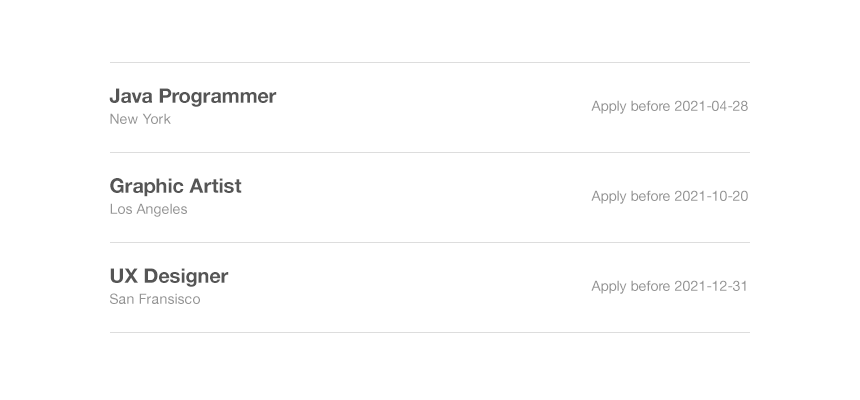 Java Programmer
New York
Apply before 2021-04-28
Graphic Artist
Los Angeles
Apply before 2021-10-20
UX Designer
San Fransisco
Apply before 2021-12-31